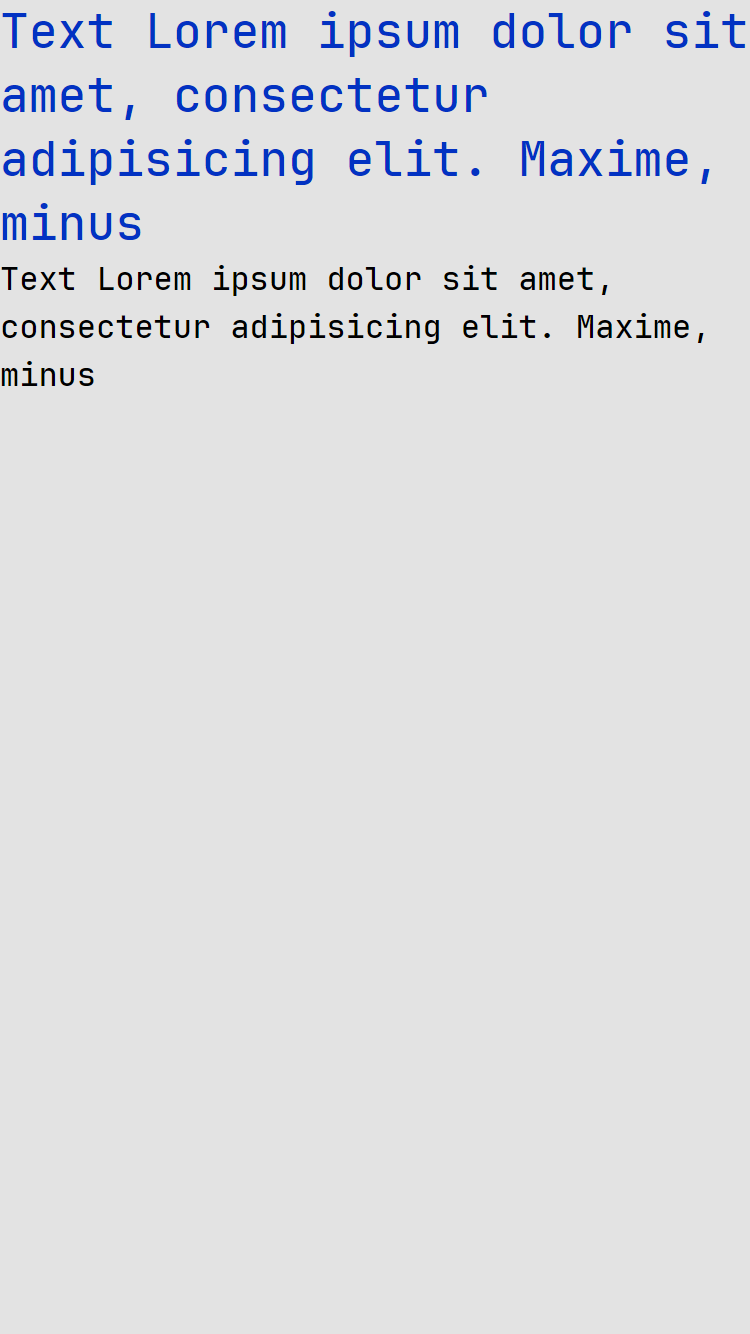 Text Lorem ipsum dolor sit
amet, consectetur
adipisicing elit. Maxime,
minus
Text Lorem ipsum dolor sit amet,
consectetur adipisicing elit. Maxime,
minus